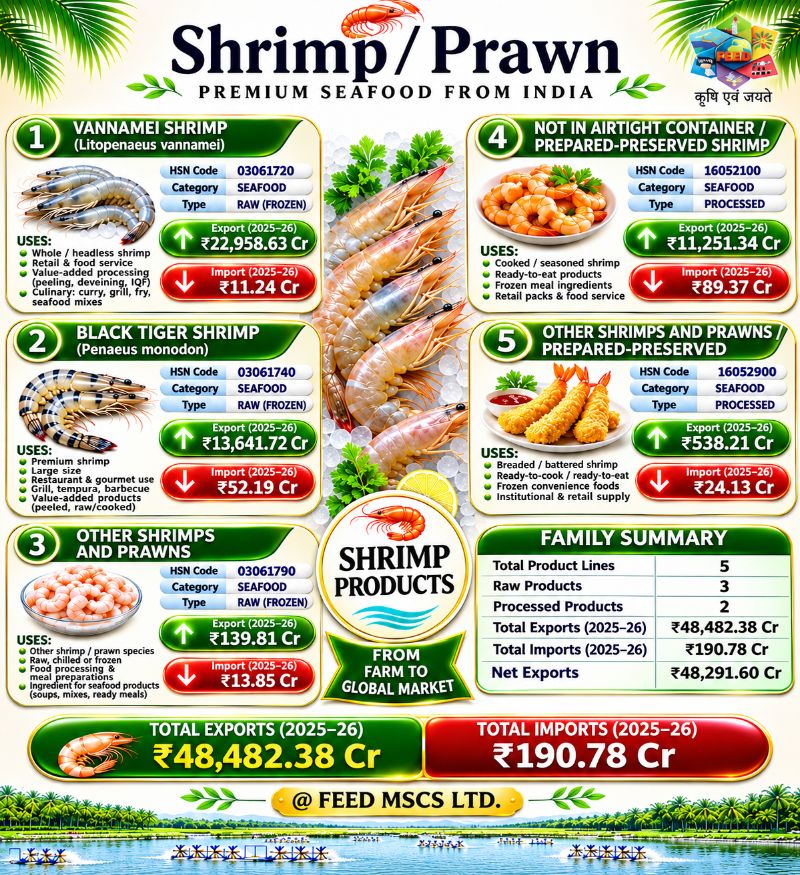 Shrimp / Prawn
PREMIUM SEAFOOD FROM INDIA
FEED
कृषि एवं जयते
1 VANNAMEI SHRIMP
(Litopenaeus vannamei)
HSN Code 03061720
Category SEAFOOD
Type RAW (FROZEN)
USES:
Whole / headless shrimp
Retail & food service
Value-added processing
(peeling, deveining, IQF)
Culinary: curry, grill, fry,
seafood mixes
Export (2025–26)
₹22,958.63 Cr
Import (2025–26)
₹11.24 Cr
2 BLACK TIGER SHRIMP
(Penaeus monodon)
HSN Code 03061740
Category SEAFOOD
Type RAW (FROZEN)
USES:
Premium shrimp
Large size
Restaurant & gourmet use
Grill, tempura, barbecue
Value-added products
(peeled, raw/cooked)
Export (2025–26)
₹13,641.72 Cr
Import (2025–26)
₹52.19 Cr
3 OTHER SHRIMPS
AND PRAWNS
HSN Code 03061790
Category SEAFOOD
Type RAW (FROZEN)
USES:
Other shrimp / prawn species
Raw, chilled or frozen
Food processing &
meal preparations
Ingredient for seafood products
(soups, mixes, ready meals)
Export (2025–26)
₹139.81 Cr
Import (2025–26)
₹13.85 Cr
4 NOT IN AIRTIGHT CONTAINER /
PREPARED-PRESERVED SHRIMP
HSN Code 16052100
Category SEAFOOD
Type PROCESSED
USES:
Cooked / seasoned shrimp
Ready-to-eat products
Frozen meal ingredients
Retail packs & food service
Export (2025–26)
₹11,251.34 Cr
Import (2025–26)
₹89.37 Cr
5 OTHER SHRIMPS AND PRAWNS /
PREPARED-PRESERVED
HSN Code 16052900
Category SEAFOOD
Type PROCESSED
USES:
Breaded / battered shrimp
Ready-to-cook / ready-to-eat
Frozen convenience foods
Institutional & retail supply
Export (2025–26)
₹538.21 Cr
Import (2025–26)
₹24.13 Cr
SHRIMP
PRODUCTS
FROM
FARM TO
GLOBAL MARKET
FAMILY SUMMARY
Total Product Lines 5
Raw Products 3
Processed Products 2
Total Exports (2025–26) ₹48,482.38 Cr
Total Imports (2025–26) ₹190.78 Cr
Net Exports ₹48,291.60 Cr
TOTAL EXPORTS (2025–26)
₹48,482.38 Cr
TOTAL IMPORTS (2025–26)
₹190.78 Cr
@ FEED MSCS LTD.